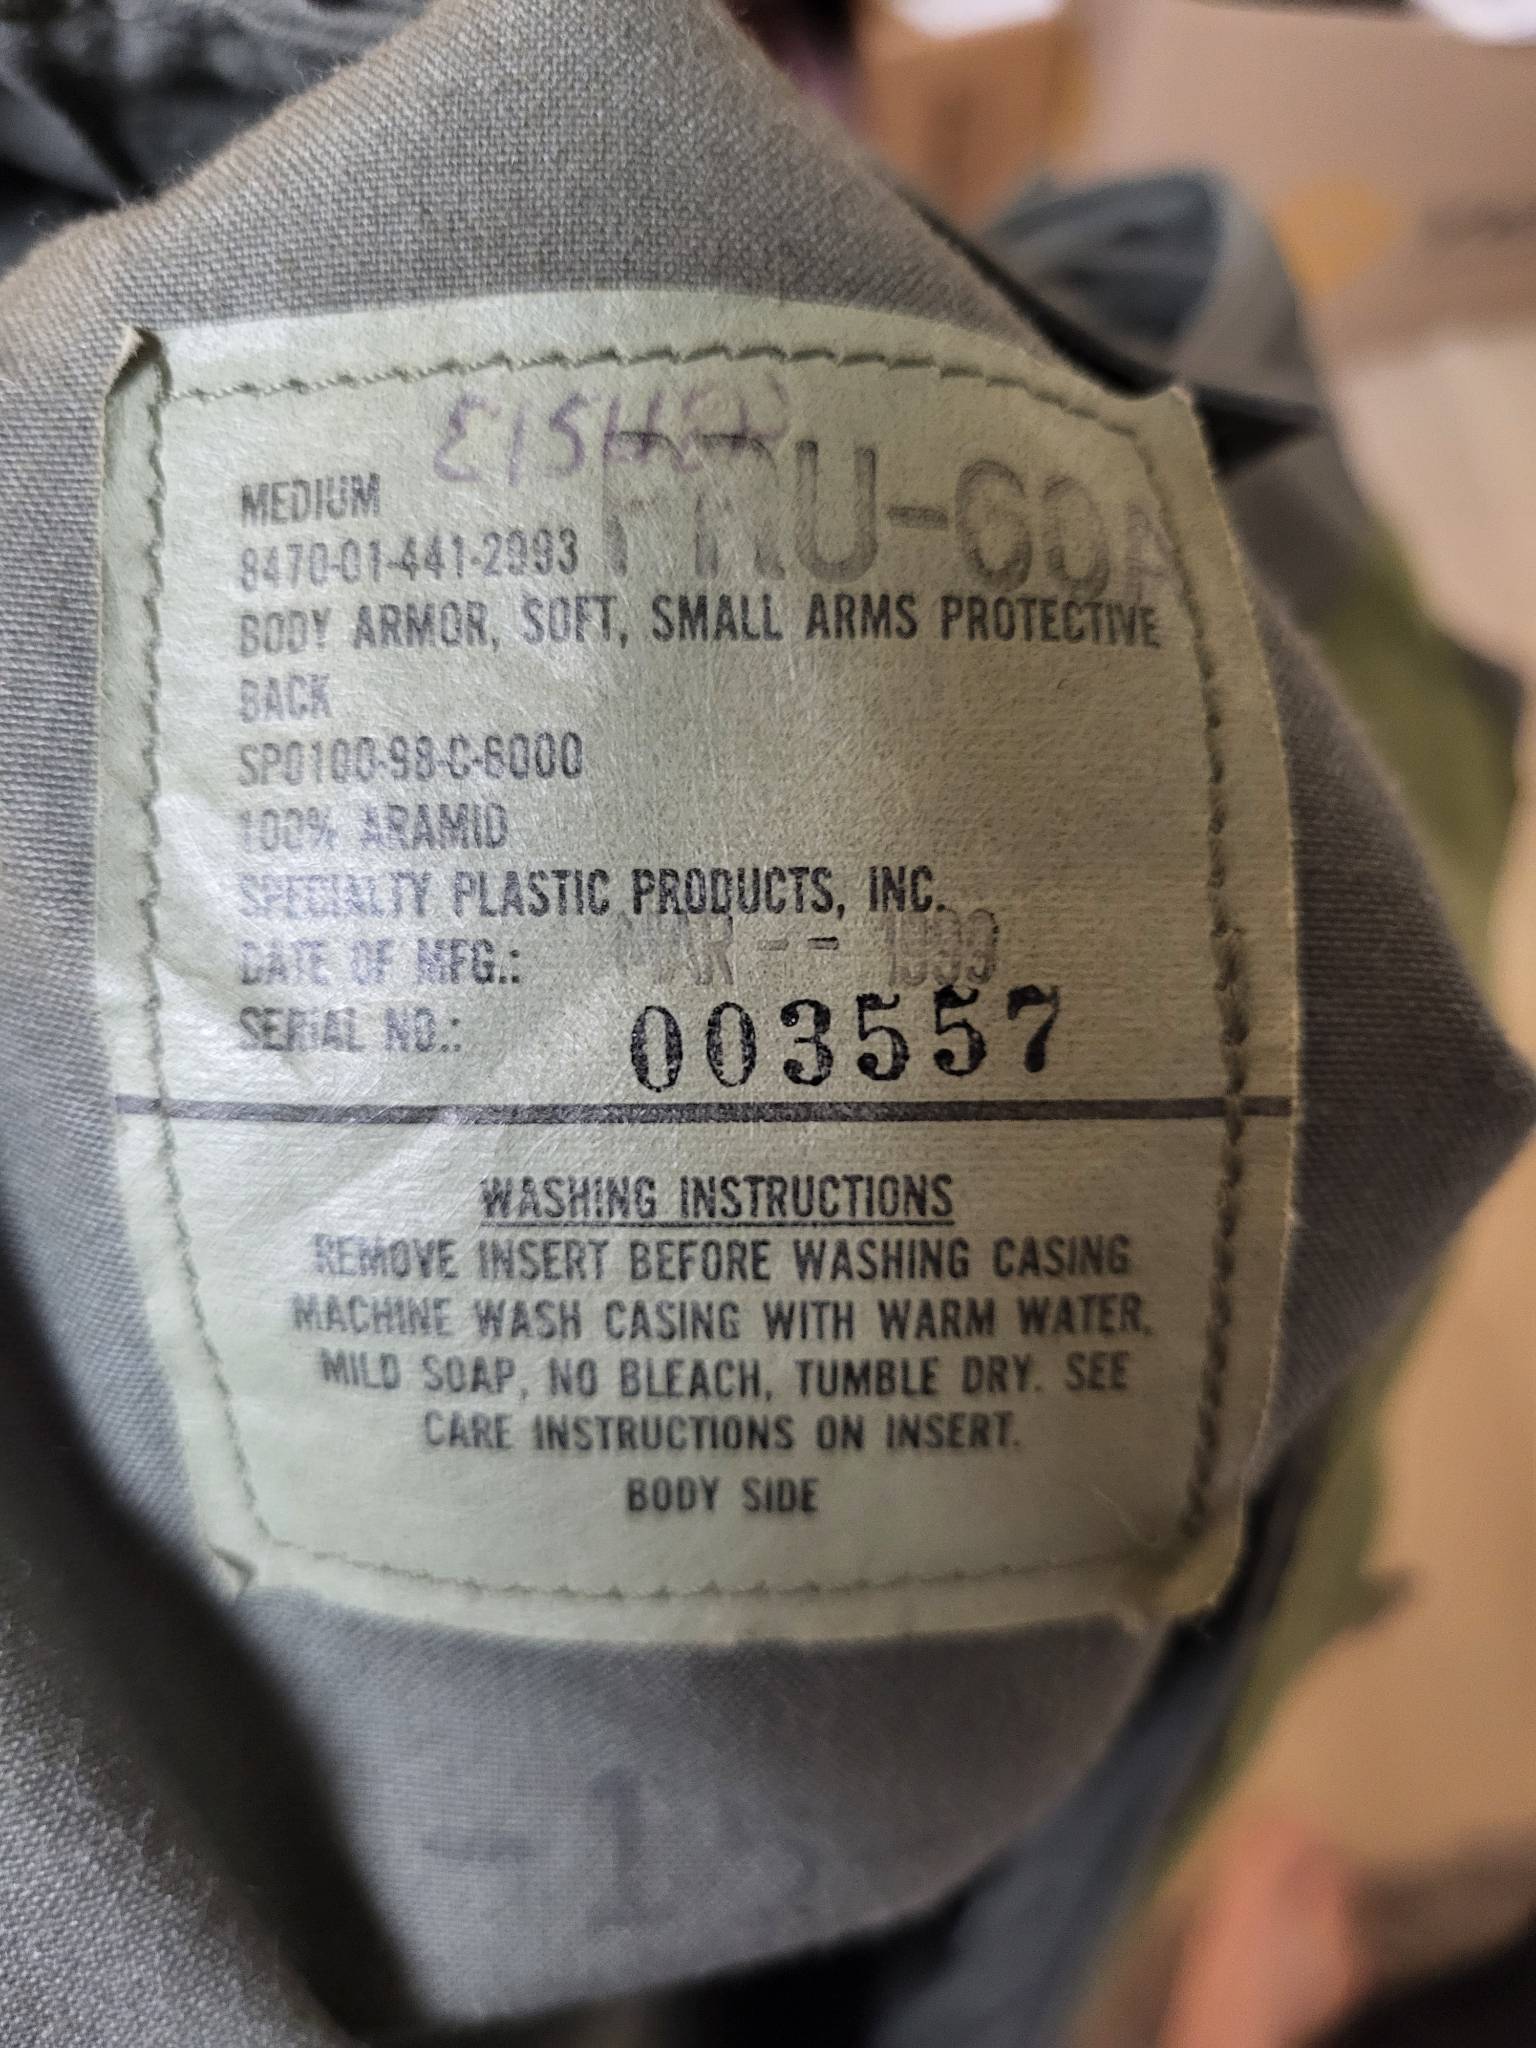 MEDIUM
8470-01-441-2993
BODY ARMOR, SOFT, SMALL ARMS PROTECTIVE
BACK
SP0100-98-C-6000
100% ARAMID
SPECIALTY PLASTIC PRODUCTS, INC.
DATE OF MFG.: 1999
SERIAL NO.: 003557
WASHING INSTRUCTIONS
REMOVE INSERT BEFORE WASHING CASING
MACHINE WASH CASING WITH WARM WATER,
MILD SOAP, NO BLEACH, TUMBLE DRY. SEE
CARE INSTRUCTIONS ON INSERT.
BODY SIDE